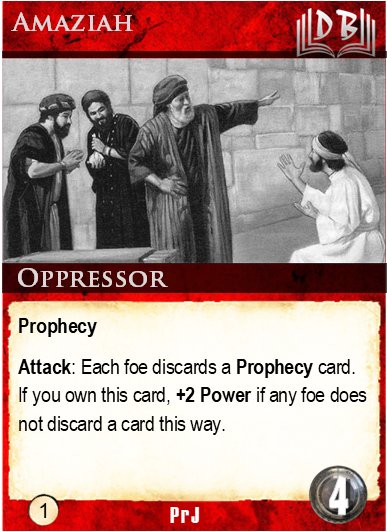 AMAZIAH
DB
OPPRESSOR
Prophecy
Attack: Each foe discards a Prophecy card.
If you own this card, +2 Power if any foe does
not discard a card this way.
1
PrJ
4